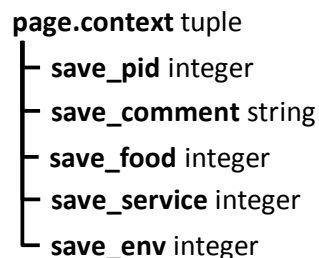 page.context tuple
save_pid integer
save_comment string
save_food integer
save_service integer
save_env integer